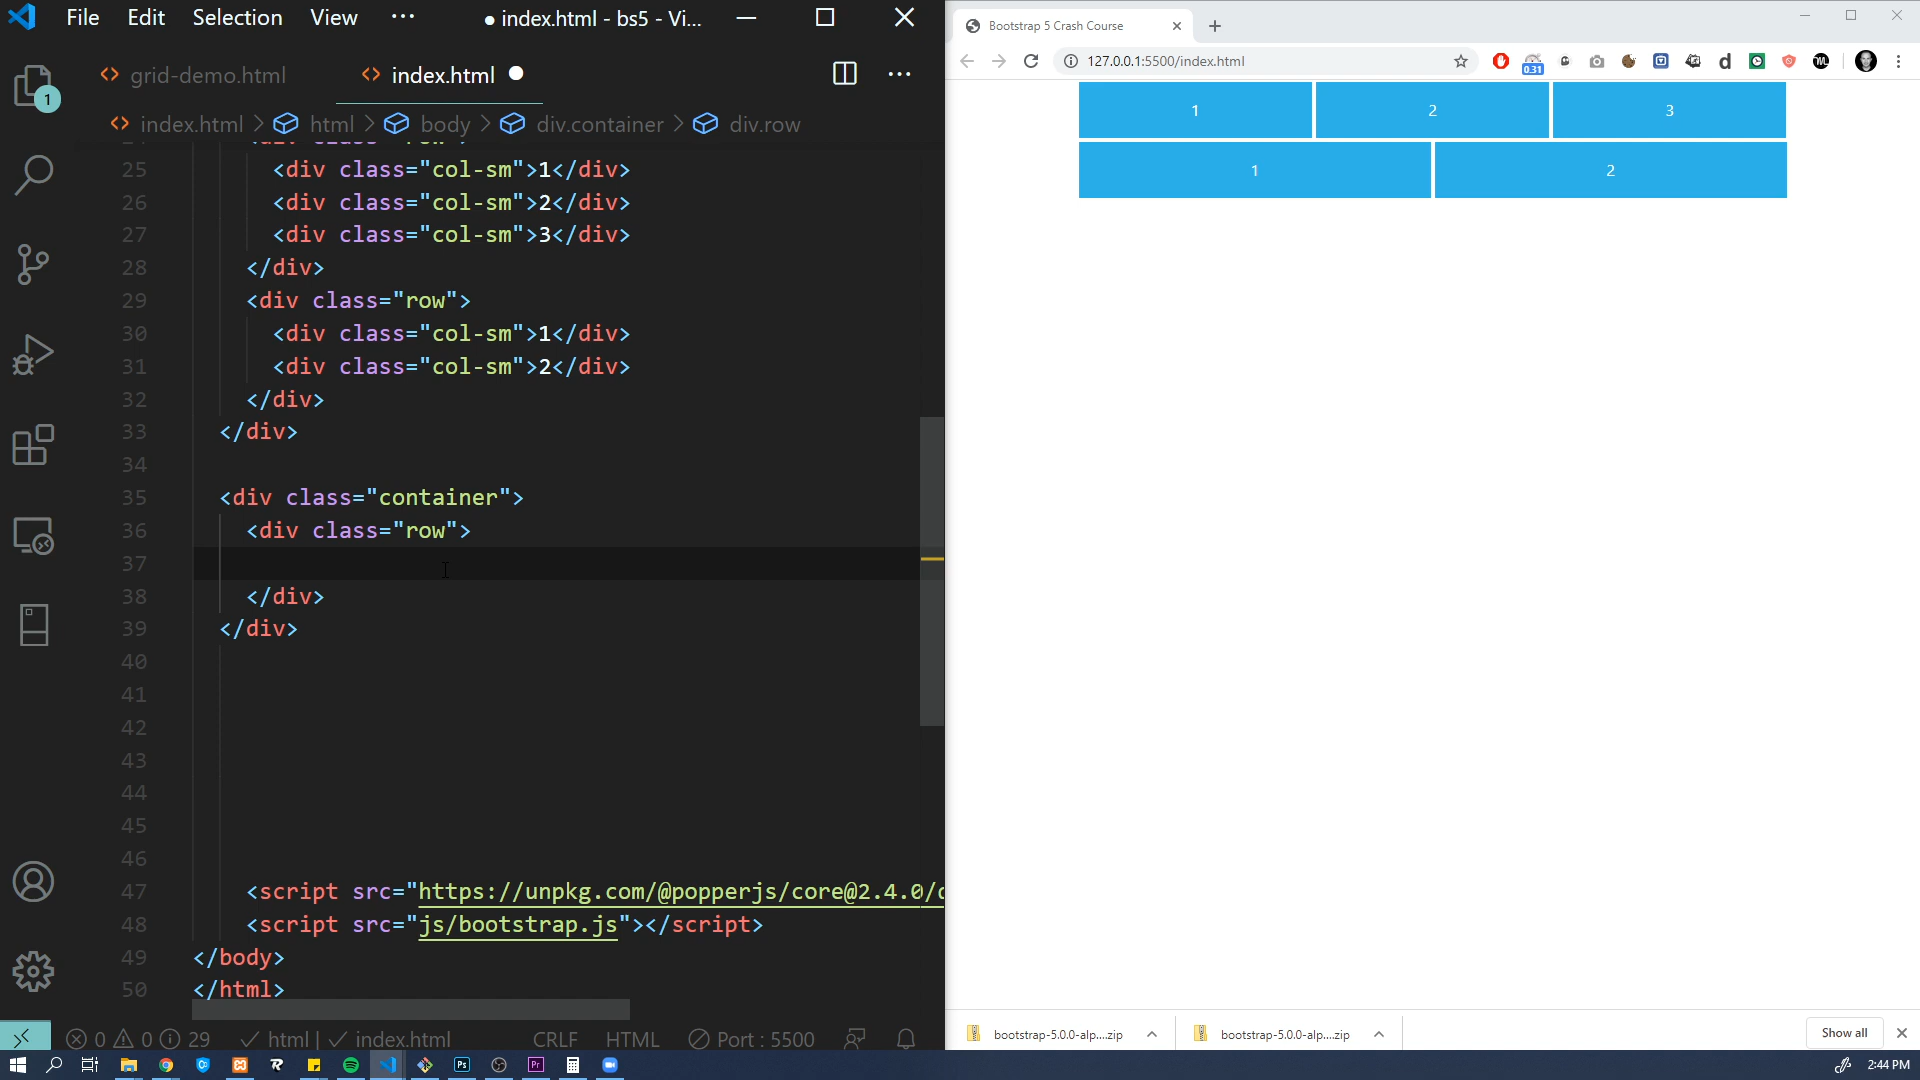 File Edit Selection View ··· ● index.html - bs5 - Vi...
grid-demo.html index.html
index.html > html > body > div.container > div.row
25 <div class="col-sm">1</div>
26 <div class="col-sm">2</div>
27 <div class="col-sm">3</div>
28 </div>
29 <div class="row">
30 <div class="col-sm">1</div>
31 <div class="col-sm">2</div>
32 </div>
33 </div>
34
35 <div class="container">
36 <div class="row">
37
38 </div>
39 </div>
40
41
42
43
44
45
46
47 <script src="https://unpkg.com/@popperjs/core@2.4.0/
48 <script src="js/bootstrap.js"></script>
49 </body>
50 </html>
1
0 0 29 html | index.html CRLF HTML Port : 5500
Bootstrap 5 Crash Course
127.0.0.1:5500/index.html
0.31
1 2 3
1 2
bootstrap-5.0.0-alp....zip bootstrap-5.0.0-alp....zip Show all
2:44 PM